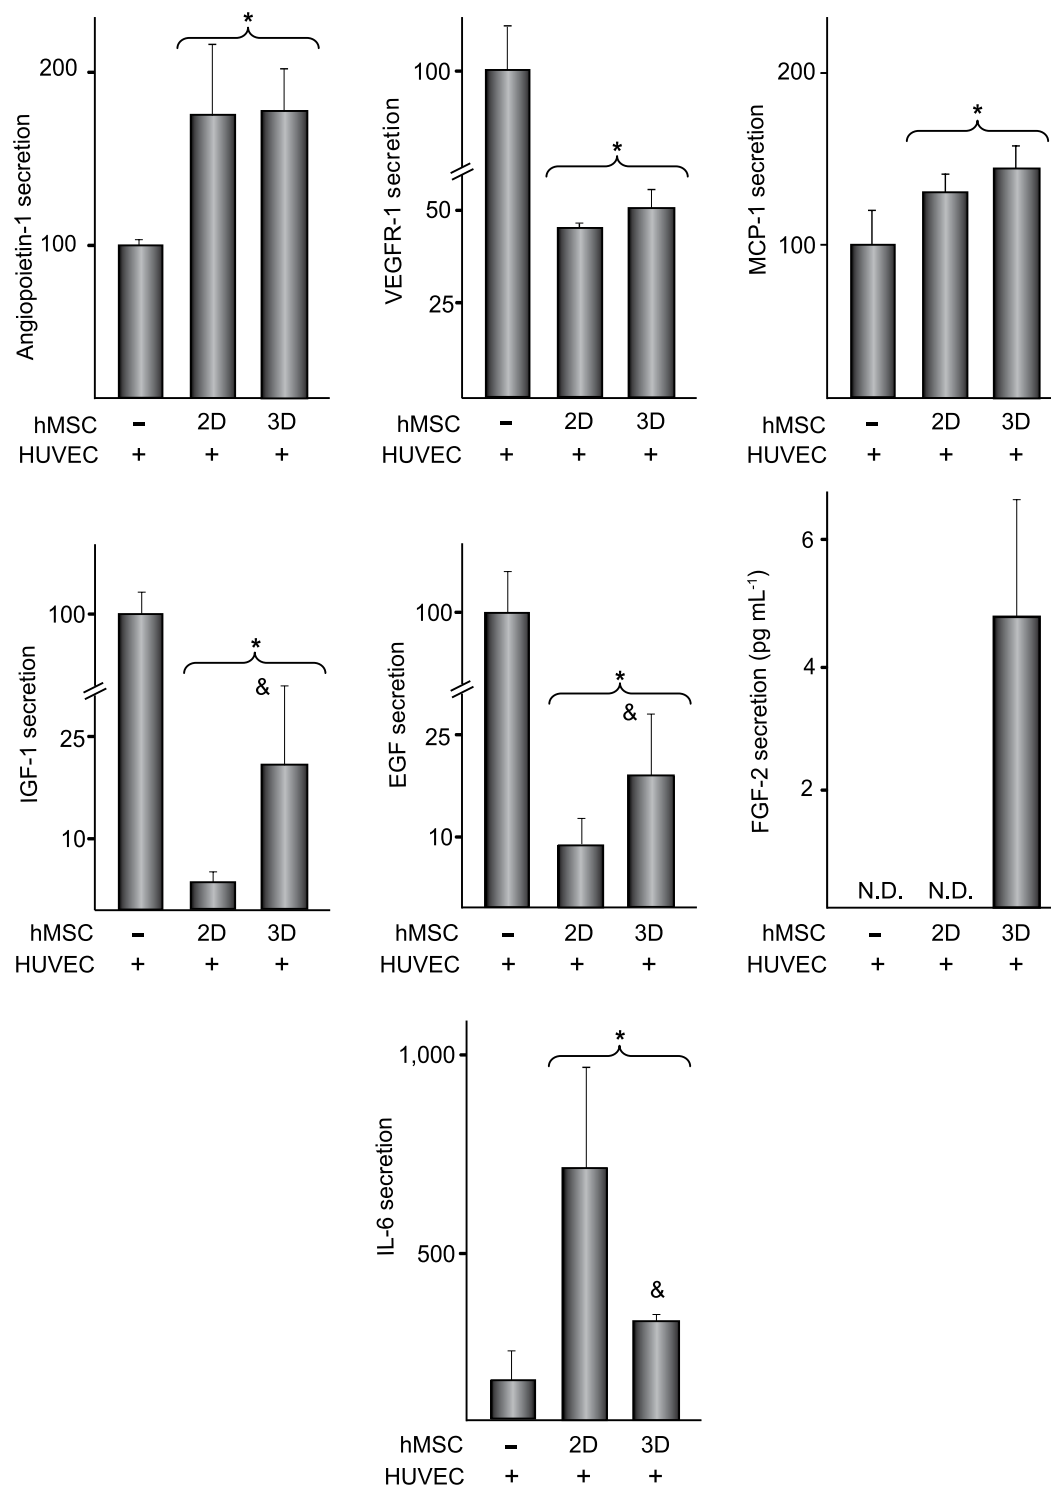 *
200
100
Angiopoietin-1 secretion
hMSC - 2D 3D
HUVEC + + +
100
*
50
25
VEGFR-1 secretion
hMSC - 2D 3D
HUVEC + + +
200
*
100
MCP-1 secretion
hMSC - 2D 3D
HUVEC + + +
100
*
&
25
10
IGF-1 secretion
hMSC - 2D 3D
HUVEC + + +
100
*
&
25
10
EGF secretion
hMSC - 2D 3D
HUVEC + + +
6
4
2
FGF-2 secretion (pg mL⁻¹)
N.D. N.D.
hMSC - 2D 3D
HUVEC + + +
*
1,000
500
&
IL-6 secretion
hMSC - 2D 3D
HUVEC + + +